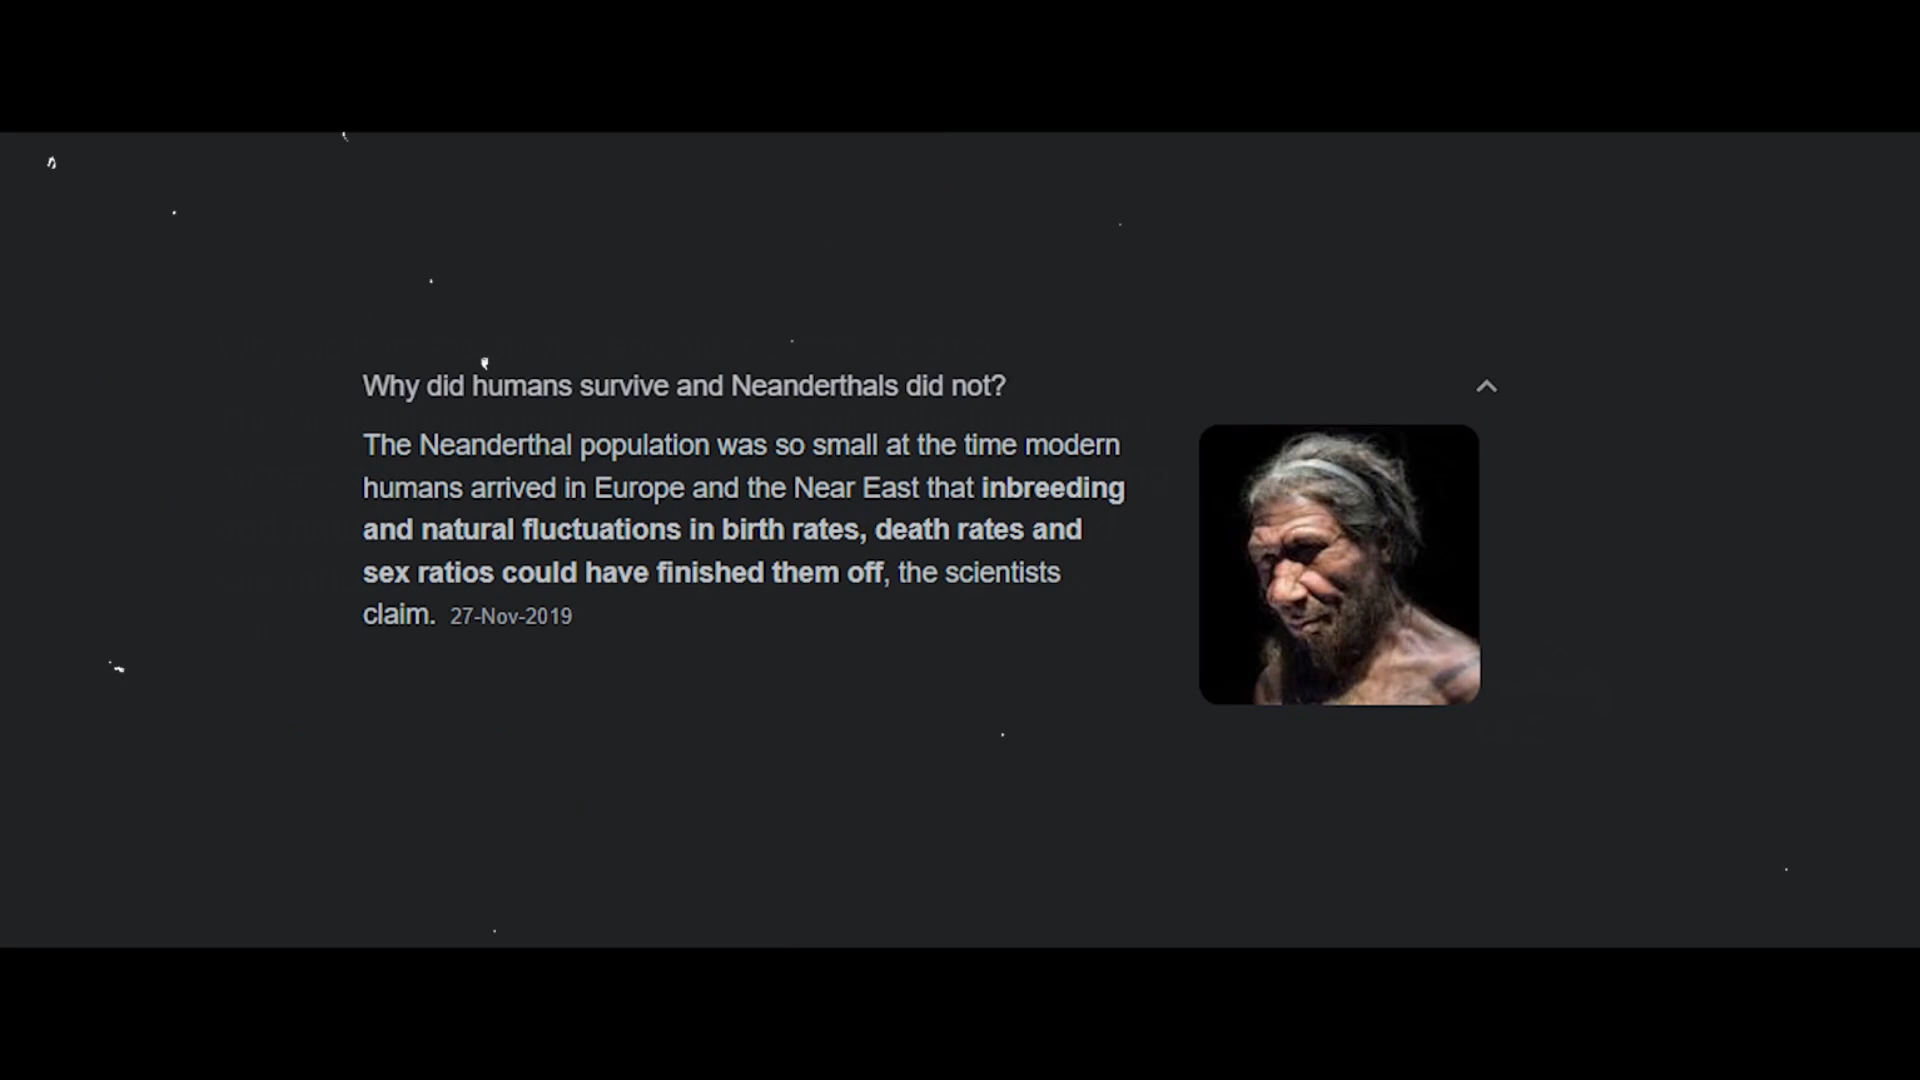 Why did humans survive and Neanderthals did not?
The Neanderthal population was so small at the time modern
humans arrived in Europe and the Near East that inbreeding
and natural fluctuations in birth rates, death rates and
sex ratios could have finished them off, the scientists
claim. 27-Nov-2019